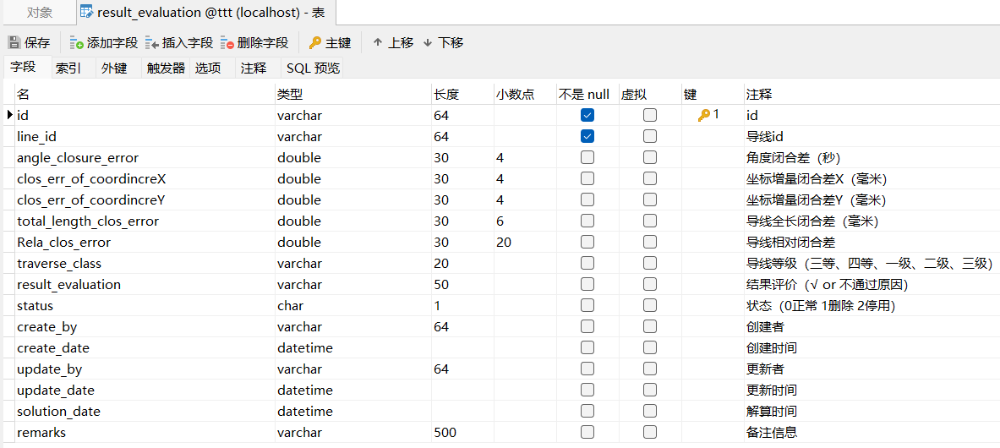 对象 result_evaluation @ttt (localhost) - 表
保存 添加字段 插入字段 删除字段 主键 上移 下移
字段 索引 外键 触发器 选项 注释 SQL 预览
名 类型 长度 小数点 不是 null 虚拟 键 注释
id varchar 64 1 id
line_id varchar 64 导线id
angle_closure_error double 30 4 角度闭合差（秒）
clos_err_of_coordincreX double 30 4 坐标增量闭合差X（毫米）
clos_err_of_coordincreY double 30 4 坐标增量闭合差Y（毫米）
total_length_clos_error double 30 6 导线全长闭合差（毫米）
Rela_clos_error double 30 20 导线相对闭合差
traverse_class varchar 20 导线等级（三等、四等、一级、二级、三级）
result_evaluation varchar 50 结果评价（√ or 不通过原因）
status char 1 状态（0正常 1删除 2停用）
create_by varchar 64 创建者
create_date datetime 创建时间
update_by varchar 64 更新者
update_date datetime 更新时间
solution_date datetime 解算时间
remarks varchar 500 备注信息